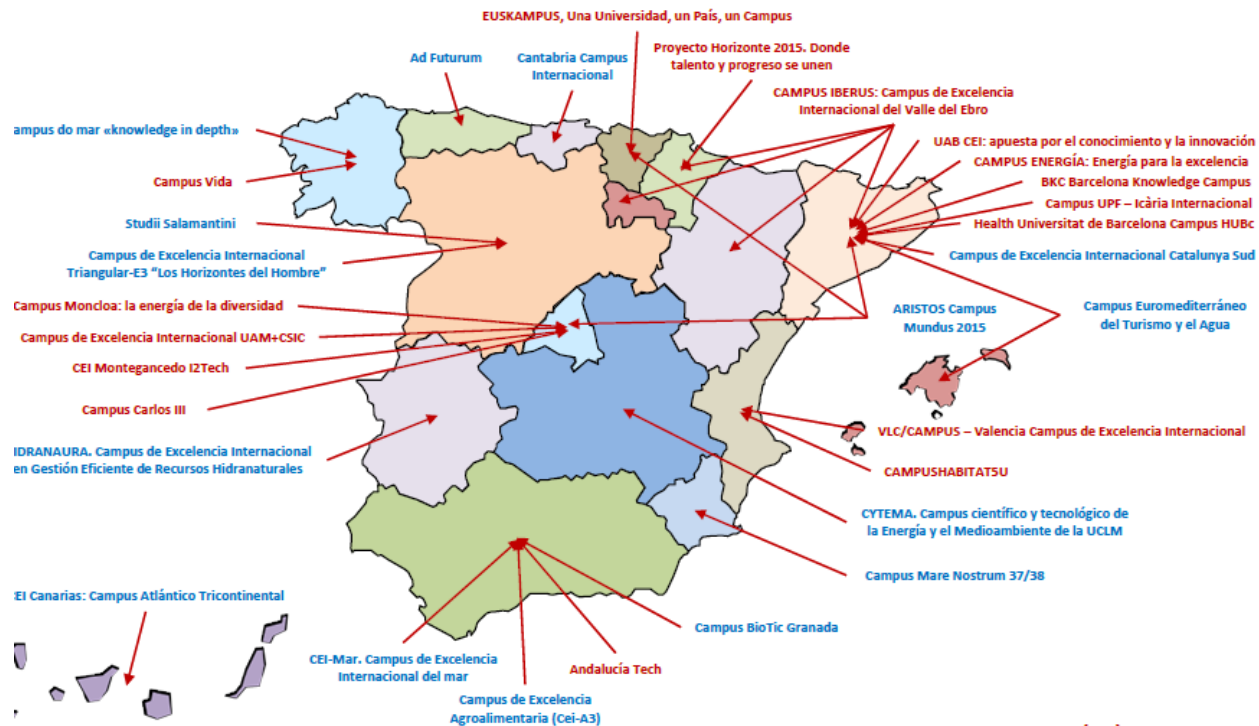 EUSKAMPUS, Una Universidad, un País, un Campus
Proyecto Horizonte 2015. Donde
talento y progreso se unen
Ad Futurum
Cantabria Campus
Internacional
CAMPUS IBERUS: Campus de Excelencia
Internacional del Valle del Ebro
ampus do mar «knowledge in depth»
UAB CEI: apuesta por el conocimiento y la innovación
CAMPUS ENERGÍA: Energía para la excelencia
Campus Vida
BKC Barcelona Knowledge Campus
Campus UPF – Icària Internacional
Studii Salamantini
Health Universitat de Barcelona Campus HUBc
Campus de Excelencia Internacional
Triangular-E3 “Los Horizontes del Hombre”
Campus de Excelencia Internacional Catalunya Sud
Campus Moncloa: la energía de la diversidad
ARISTOS Campus
Mundus 2015
Campus Euromediterráneo
del Turismo y el Agua
Campus de Excelencia Internacional UAM+CSIC
CEI Montegancedo I2Tech
Campus Carlos III
VLC/CAMPUS – Valencia Campus de Excelencia Internacional
IDRANAURA. Campus de Excelencia Internacional
en Gestión Eficiente de Recursos Hidranaturales
CAMPUSHABITAT5U
CYTEMA. Campus científico y tecnológico de
la Energía y el Medioambiente de la UCLM
Campus Mare Nostrum 37/38
CEI Canarias: Campus Atlántico Tricontinental
Campus BioTic Granada
CEI-Mar. Campus de Excelencia
Internacional del mar
Andalucía Tech
Campus de Excelencia
Agroalimentaria (Cei-A3)